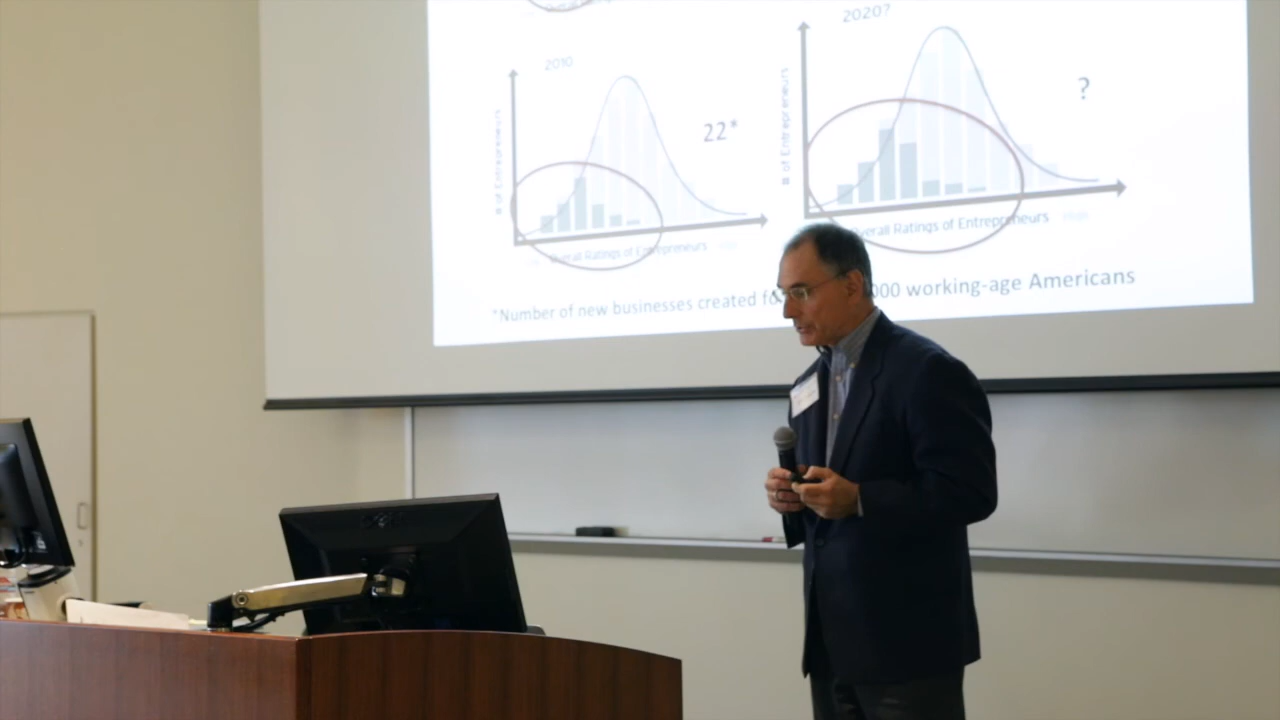 2020?
2010
# of Entrepreneurs
22*
# of Entrepreneurs
?
Overall Ratings of Entrepreneurs
Overall Ratings of Entrepreneurs
*Number of new businesses created fo 000 working-age Americans